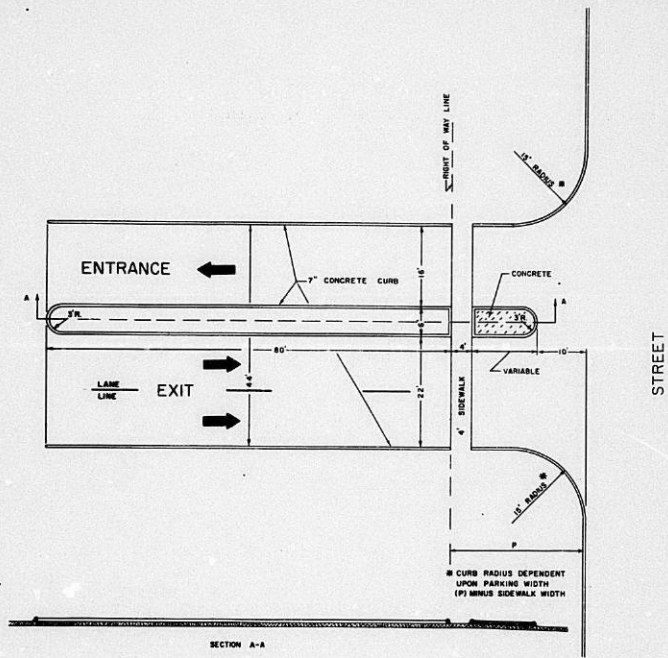 RIGHT OF WAY LINE
15' RADIUS *
ENTRANCE
7" CONCRETE CURB
16'
CONCRETE
A
A
3'R.
6'
3'R.
80'
4'
10'
VARIABLE
STREET
LANE
LINE
EXIT
44'
22'
4' SIDEWALK
15' RADIUS *
P
* CURB RADIUS DEPENDENT
UPON PARKING WIDTH
(P) MINUS SIDEWALK WIDTH
SECTION A-A